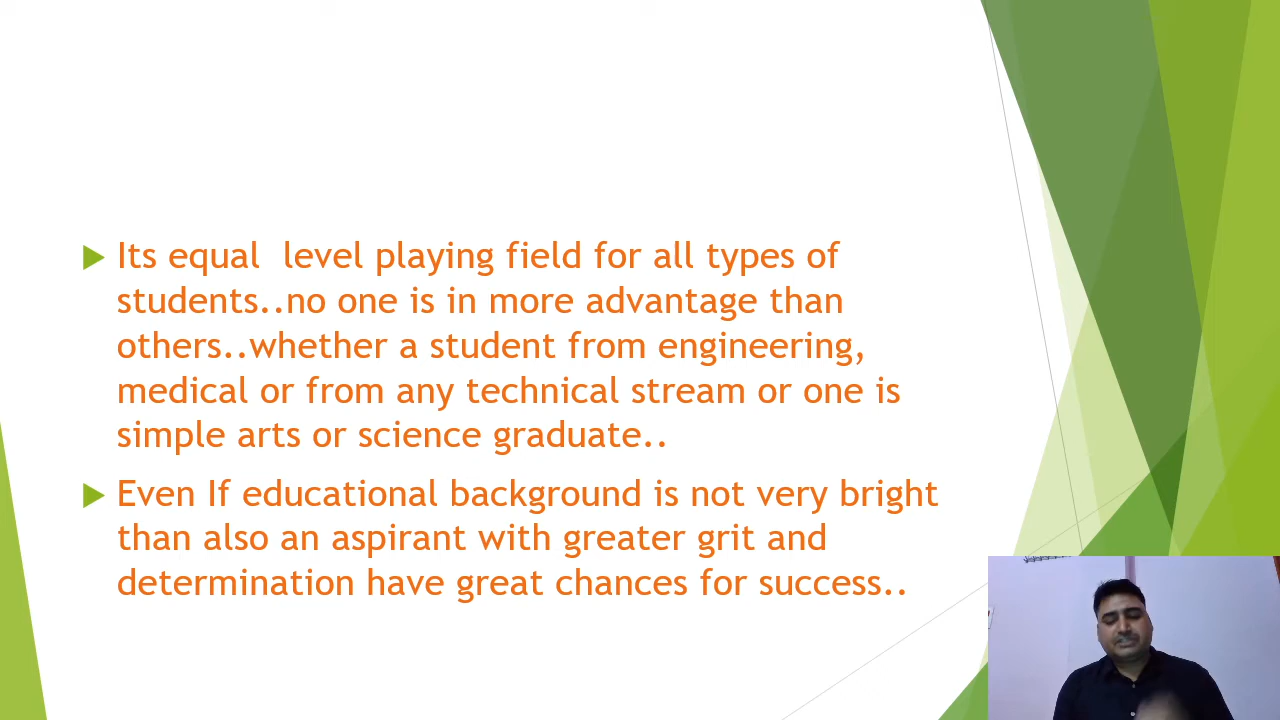 Its equal  level playing field for all types of
students..no one is in more advantage than
others..whether a student from engineering,
medical or from any technical stream or one is
simple arts or science graduate..
Even If educational background is not very bright
than also an aspirant with greater grit and
determination have great chances for success..